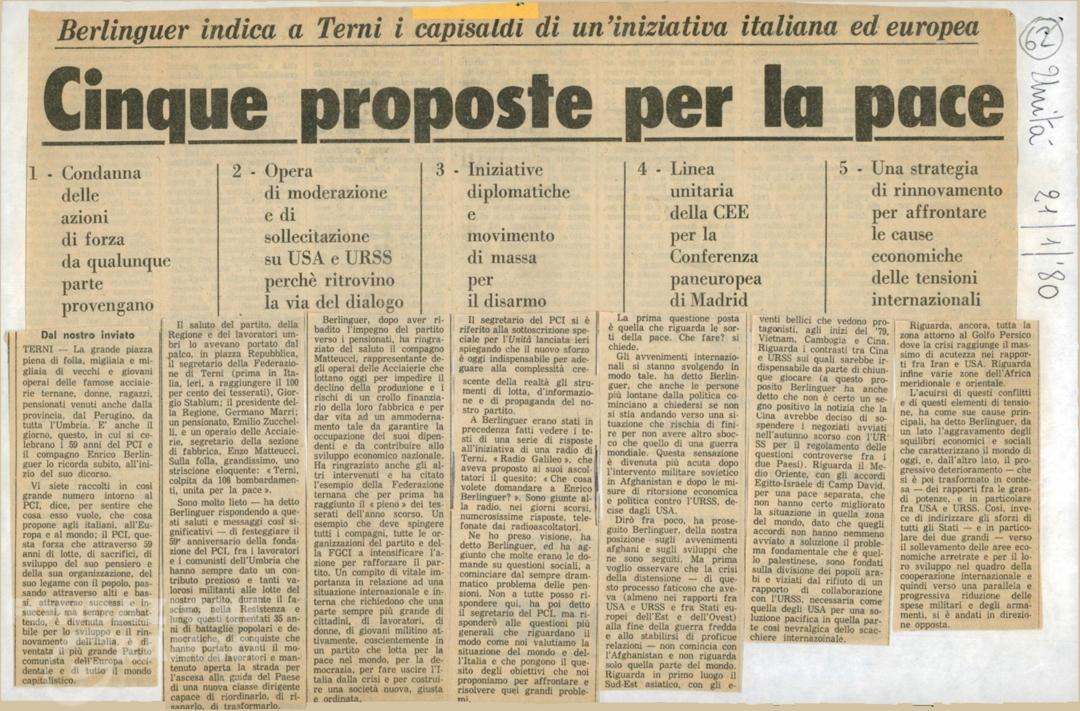 Berlinguer indica a Terni i capisaldi di un'iniziativa italiana ed europea
Cinque proposte per la pace
1 - Condanna
delle
azioni
di forza
da qualunque
parte
provengano
2 - Opera
di moderazione
e di
sollecitazione
su USA e URSS
perchè ritrovino
la via del dialogo
3 - Iniziative
diplomatiche
e
movimento
di massa
per
il disarmo
4 - Linea
unitaria
della CEE
per la
Conferenza
paneuropea
di Madrid
5 - Una strategia
di rinnovamento
per affrontare
le cause
economiche
delle tensioni
internazionali
62
Unità
21/1/'80
Dal nostro inviato
TERNI — La grande piazza
piena di folla, migliaia e mi-
gliaia di vecchi e giovani
operai delle famose acciaie-
rie ternane, donne, ragazzi,
pensionati venuti anche dalla
provincia, dal Perugino, da
tutta l'Umbria. E' anche il
giorno, questo, in cui si ce-
lebrano i 59 anni del PCI e
il compagno Enrico Berlin-
guer lo ricorda subito, all'ini-
zio del suo dicorso.
Vi siete raccolti in così
grande numero intorno al
PCI, dice, per sentire che
cosa esso vuole, che cosa
propone agli italiani, all'Eu-
ropa e al mondo; il PCI, que-
sta forza che attraverso 59
anni di lotte, di sacrifici, di
sviluppo del suo pensiero e
della sua organizzazione, del
suo legame con il popolo, pas-
sando attraverso alti e bas-
si, attraverso successi e in-
successi, ma sempre combat-
tendo, è divenuta insostitui-
bile per lo sviluppo e il rin-
novamento dell'Italia, è di-
ventata il più grande Partito
comunista dell'Europa occi-
dentale e di tutto il mondo
capitalistico.
Il saluto del partito, della
Regione e dei lavoratori um-
bri lo avevano portato dal
palco, in piazza Repubblica,
il segretario della Federazio-
ne di Terni (prima in Ita-
lia, ieri, a raggiungere il 100
per cento dei tesserati), Gior-
gio Stablum; il presidente del-
la Regione, Germano Marri;
un pensionato, Emilio Zucchel-
li, e un operaio delle Acciaie-
rie, segretario della sezione
di fabbrica, Enzo Matteucci.
Sulla folla, grandissimo, uno
striscione eloquente: « Terni,
colpita da 108 bombardamen-
ti, unita per la pace ».
Sono molto lieto — ha detto
Berlinguer rispondendo a que-
sti saluti e messaggi così si-
gnificativi — di festeggiare il
59° anniversario della fonda-
zione del PCI, fra i lavoratori
e i comunisti dell'Umbria che
hanno sempre dato un con-
tributo prezioso e tanti va-
lorosi militanti alle lotte del
nostro partito, durante il fa-
scismo, nella Resistenza e
lungo questi tormentati 35 an-
ni di battaglie popolari e de-
mocratiche, di conquiste che
hanno portato avanti il mo-
vimento dei lavoratori e man-
tenuto aperta la strada per
l'ascesa alla guida del Paese
di una nuova classe dirigente
capace di riordinarlo, di ri-
sanarlo, di trasformarlo.
Berlinguer, dopo aver ri-
badito l'impegno del partito
verso i pensionati, ha ringra-
ziato del saluto il compagno
Matteucci, rappresentante de-
gli operai delle Acciaierie che
lottano oggi per impedire il
declino della produzione e i
rischi di un crollo finanzia-
rio della loro fabbrica e per
dar vita ad un ammoderna-
mento tale da garantire la
occupazione dei suoi dipen-
denti e da contribuire allo
sviluppo economico nazionale.
Ha ringraziato anche gli al-
tri intervenuti e ha citato
l'esempio della Federazione
ternana che per prima ha
raggiunto il « pieno » dei tes-
serati dell'anno scorso. Un
esempio che deve spingere
tutti i compagni, tutte le or-
ganizzazioni del partito e del-
la FGCI a intensificare l'a-
zione per rafforzare il par-
tito. Un compito di vitale im-
portanza in relazione ad una
situazione internazionale e in-
terna che richiedono che una
parte sempre più grande di
cittadini, di lavoratori, di
donne, di giovani militino at-
tivamente, coscientemente in
un partito che lotta per la
pace nel mondo, per la de-
mocrazia, per fare uscire l'I-
talia dalla crisi e per costrui-
re una società nuova, giusta
e ordinata.
Il segretario del PCI si è
riferito alla sottoscrizione spe-
ciale per l'Unità lanciata ieri
spiegando che il nuovo sforzo
è oggi indispensabile per ade-
guare alla complessità cre-
scente della realtà gli stru-
menti di lotta, d'informazio-
ne e di propaganda del no-
stro partito.
A Berlinguer erano stati in
precedenza fatti vedere i te-
sti di una serie di risposte
all'iniziativa di una radio di
Terni, « Radio Galileo », che
aveva proposto ai suoi ascol-
tatori il quesito: « Che cosa
volete domandare a Enrico
Berlinguer? ». Sono giunte al-
la radio, nei giorni scorsi,
numerosissime risposte, tele-
fonate dai radioascoltatori.
Ne ho preso visione, ha
detto Berlinguer, ed ha ag-
giunto che molte erano le do-
mande su questioni sociali, a
cominciare dal sempre dram-
matico problema delle pen-
sioni. Non a tutte posso ri-
spondere qui, ha poi detto
il segretario del PCI, ma ri-
sponderò alle questioni più
generali che riguardano il
modo come noi valutiamo la
situazione del mondo e del-
l'Italia e che pongono il que-
sito degli obiettivi che noi
proponiamo per affrontare e
risolvere quei grandi proble-
mi.
La prima questione posta
è quella che riguarda le sor-
ti della pace. Che fare? si
chiede.
Gli avvenimenti internazio-
nali si stanno svolgendo in
modo tale, ha detto Berlin-
guer, che anche le persone
più lontane dalla politica co-
minciano a chiedersi se non
si stia andando verso una si-
tuazione che rischia di fini-
re per non avere altro sboc-
co che quello di una guerra
mondiale. Questa sensazione
è divenuta più acuta dopo
l'intervento militare sovietico
in Afghanistan e dopo le mi-
sure di ritorsione economica
e politica contro l'URSS, de-
cise dagli USA.
Dirò fra poco, ha prose-
guito Berlinguer, della nostra
posizione sugli avvenimenti
afghani e sugli sviluppi che
ne sono seguiti. Ma prima
voglio osservare che la crisi
della distensione — di que-
sto processo faticoso che ave-
va (almeno nei rapporti fra
USA e URSS e fra Stati eu-
ropei dell'Est e dell'Ovest)
alla fine della guerra fredda
e allo stabilirsi di proficue
relazioni — non comincia con
l'Afghanistan e non riguarda
solo quella parte del mondo.
Riguarda in primo luogo il
Sud-Est asiatico, con gli e-
venti bellici che vedono pro-
tagonisti, agli inizi del '79,
Vietnam, Cambogia e Cina.
Riguarda i contrasti tra Cina
e URSS sui quali sarebbe in-
dispensabile da parte di chiun-
que giocare (a questo pro-
posito Berlinguer ha anche
detto che non è certo un se-
gno positivo la notizia che la
Cina avrebbe deciso di so-
spendere i negoziati avviati
nell'autunno scorso con l'UR-
SS per il regolamento delle
questioni controverse fra i
due Paesi). Riguarda il Me-
dio Oriente, con gli accordi
Egitto-Israele di Camp David,
per una pace separata, che
non hanno certo migliorato
la situazione in quella zona
del mondo, dato che quegli
accordi non hanno nemmeno
avviato a soluzione il proble-
ma fondamentale che è quel-
lo palestinese, sono fondati
sulla divisione dei popoli ara-
bi e viziati dal rifiuto di un
rapporto di collaborazione
con l'URSS, necessaria come
quella degli USA per una so-
luzione pacifica in quella par-
te così nevralgica dello scac-
chiere internazionale.
Riguarda, ancora, tutta la
zona attorno al Golfo Persico
dove la crisi raggiunge il mas-
simo di acutezza nei rappor-
ti fra Iran e USA. Riguarda
infine varie zone dell'Africa
meridionale e orientale.
L'acuirsi di questi conflitti
e di questi elementi di tensio-
ne, ha come sue cause prin-
cipali, ha detto Berlinguer, da
un lato l'aggravamento degli
squilibri economici e sociali
che caratterizzano il mondo di
oggi, e, dall'altro lato, il pro-
gressivo deterioramento — che
si è poi trasformato in conte-
sa — dei rapporti fra le gran-
di potenze, e in particolare
fra USA e URSS. Così, inve-
ce di indirizzare gli sforzi di
tutti gli Stati — e in partico-
lare dei due grandi — verso
il sollevamento delle aree eco-
nomiche arretrate e per il lo-
ro sviluppo nel quadro della
cooperazione internazionale e
quindi verso una parallela e
progressiva riduzione delle
spese militari e degli arma-
menti, si è andati in direzio-
ne opposta.